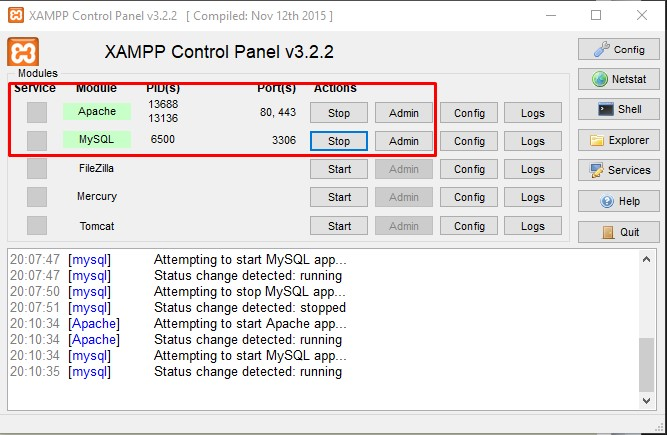 XAMPP Control Panel v3.2.2 [ Compiled: Nov 12th 2015 ]
XAMPP Control Panel v3.2.2
Config
Modules
Service Module PID(s) Port(s) Actions
Netstat
Apache 13688 13136 80, 443 Stop Admin Config Logs
Shell
MySQL 6500 3306 Stop Admin Config Logs
Explorer
FileZilla Start Admin Config Logs
Services
Mercury Start Admin Config Logs
Help
Tomcat Start Admin Config Logs
Quit
20:07:47 [mysql] Attempting to start MySQL app...
20:07:47 [mysql] Status change detected: running
20:07:50 [mysql] Attempting to stop MySQL app...
20:07:51 [mysql] Status change detected: stopped
20:10:34 [Apache] Attempting to start Apache app...
20:10:34 [Apache] Status change detected: running
20:10:34 [mysql] Attempting to start MySQL app...
20:10:35 [mysql] Status change detected: running